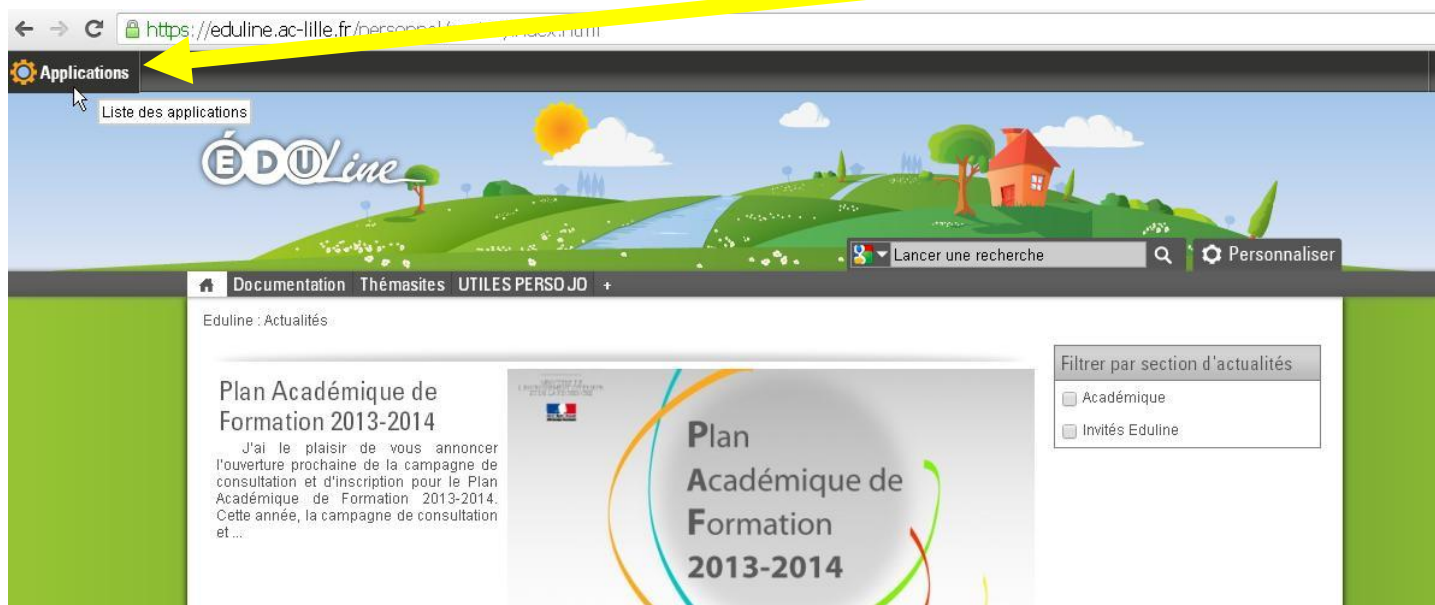 https://eduline.ac-lille.fr
Applications
Liste des applications
ÉDULine
Lancer une recherche
Personnaliser
Documentation Thémasites UTILES PERSO JO +
Eduline : Actualités
Filtrer par section d'actualités
Académique
Invités Eduline
Plan Académique de
Formation 2013-2014
J'ai le plaisir de vous annoncer
l'ouverture prochaine de la campagne de
consultation et d'inscription pour le Plan
Académique de Formation 2013-2014.
Cette année, la campagne de consultation
et ...
Plan
Académique de
Formation
2013-2014